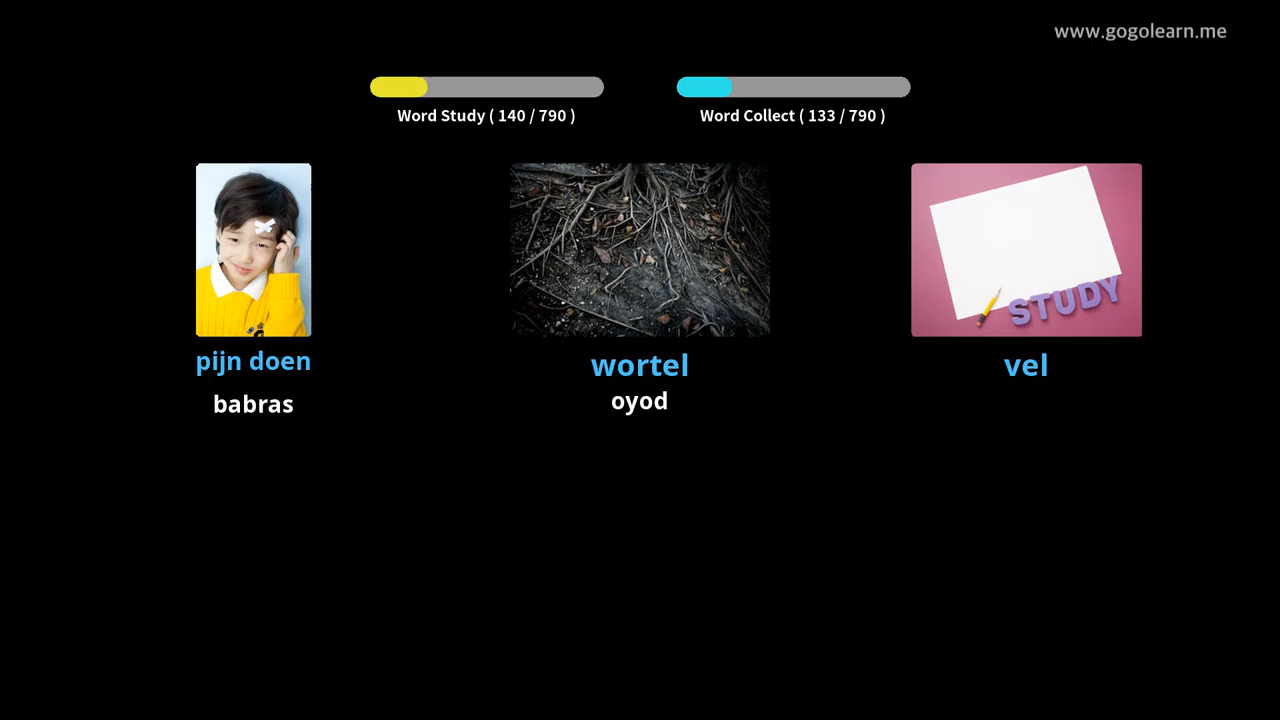 www.gogolearn.me
Word Study ( 140 / 790 )
Word Collect ( 133 / 790 )
STUDY
pijn doen
wortel
vel
babras
oyod